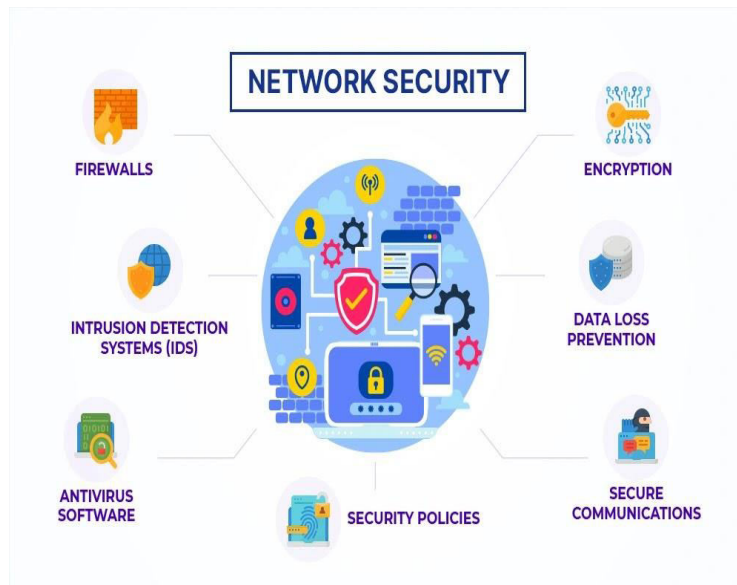 NETWORK SECURITY
FIREWALLS
ENCRYPTION
INTRUSION DETECTION
SYSTEMS (IDS)
DATA LOSS
PREVENTION
ANTIVIRUS
SOFTWARE
SECURITY POLICIES
SECURE
COMMUNICATIONS